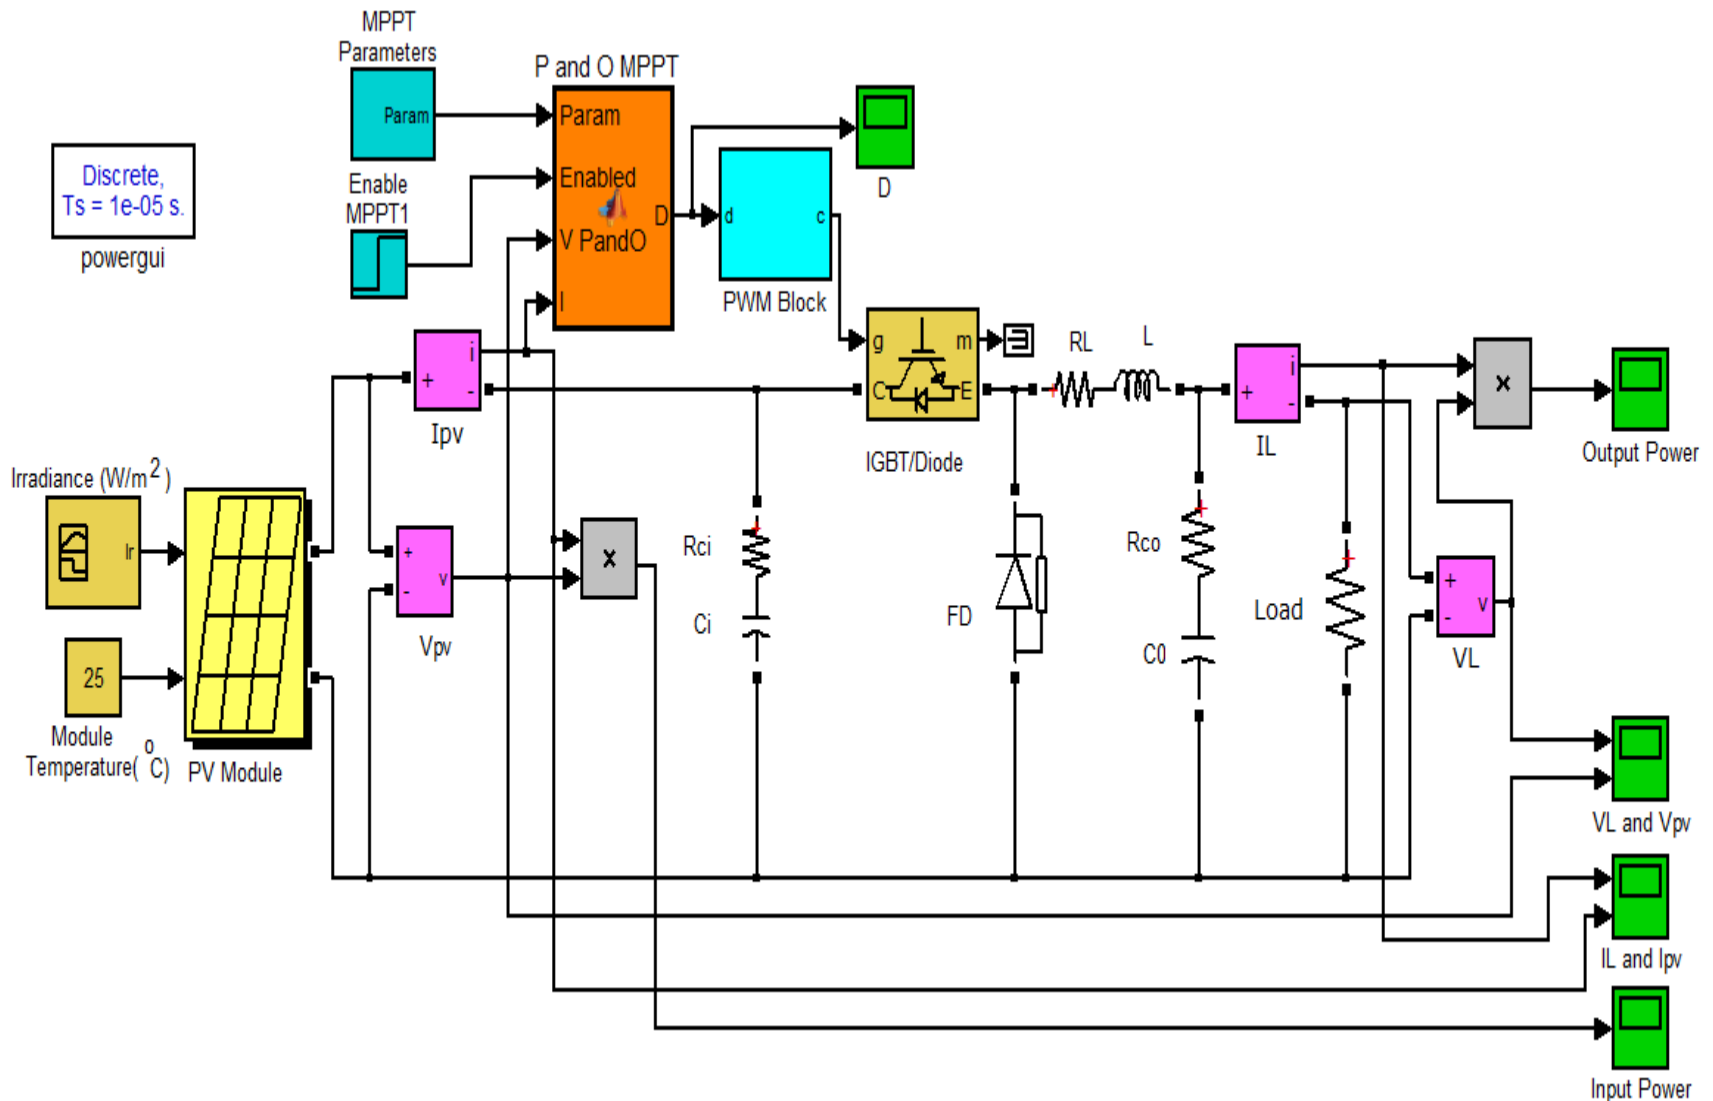 MPPT
Parameters
Param
P and O MPPT
Param
Enabled
V PandO
I
D
D
Discrete,
Ts = 1e-05 s.
powergui
Enable
MPPT1
d
c
PWM Block
g
m
C
E
IGBT/Diode
RL
L
i
+
-
Ipv
i
+
-
IL
x
Output Power
Irradiance (W/m2)
Ir
+
-
v
Vpv
x
Rci
Ci
FD
Rco
C0
Load
+
-
v
VL
25
Module
Temperature(oC)
PV Module
VL and Vpv
IL and Ipv
Input Power